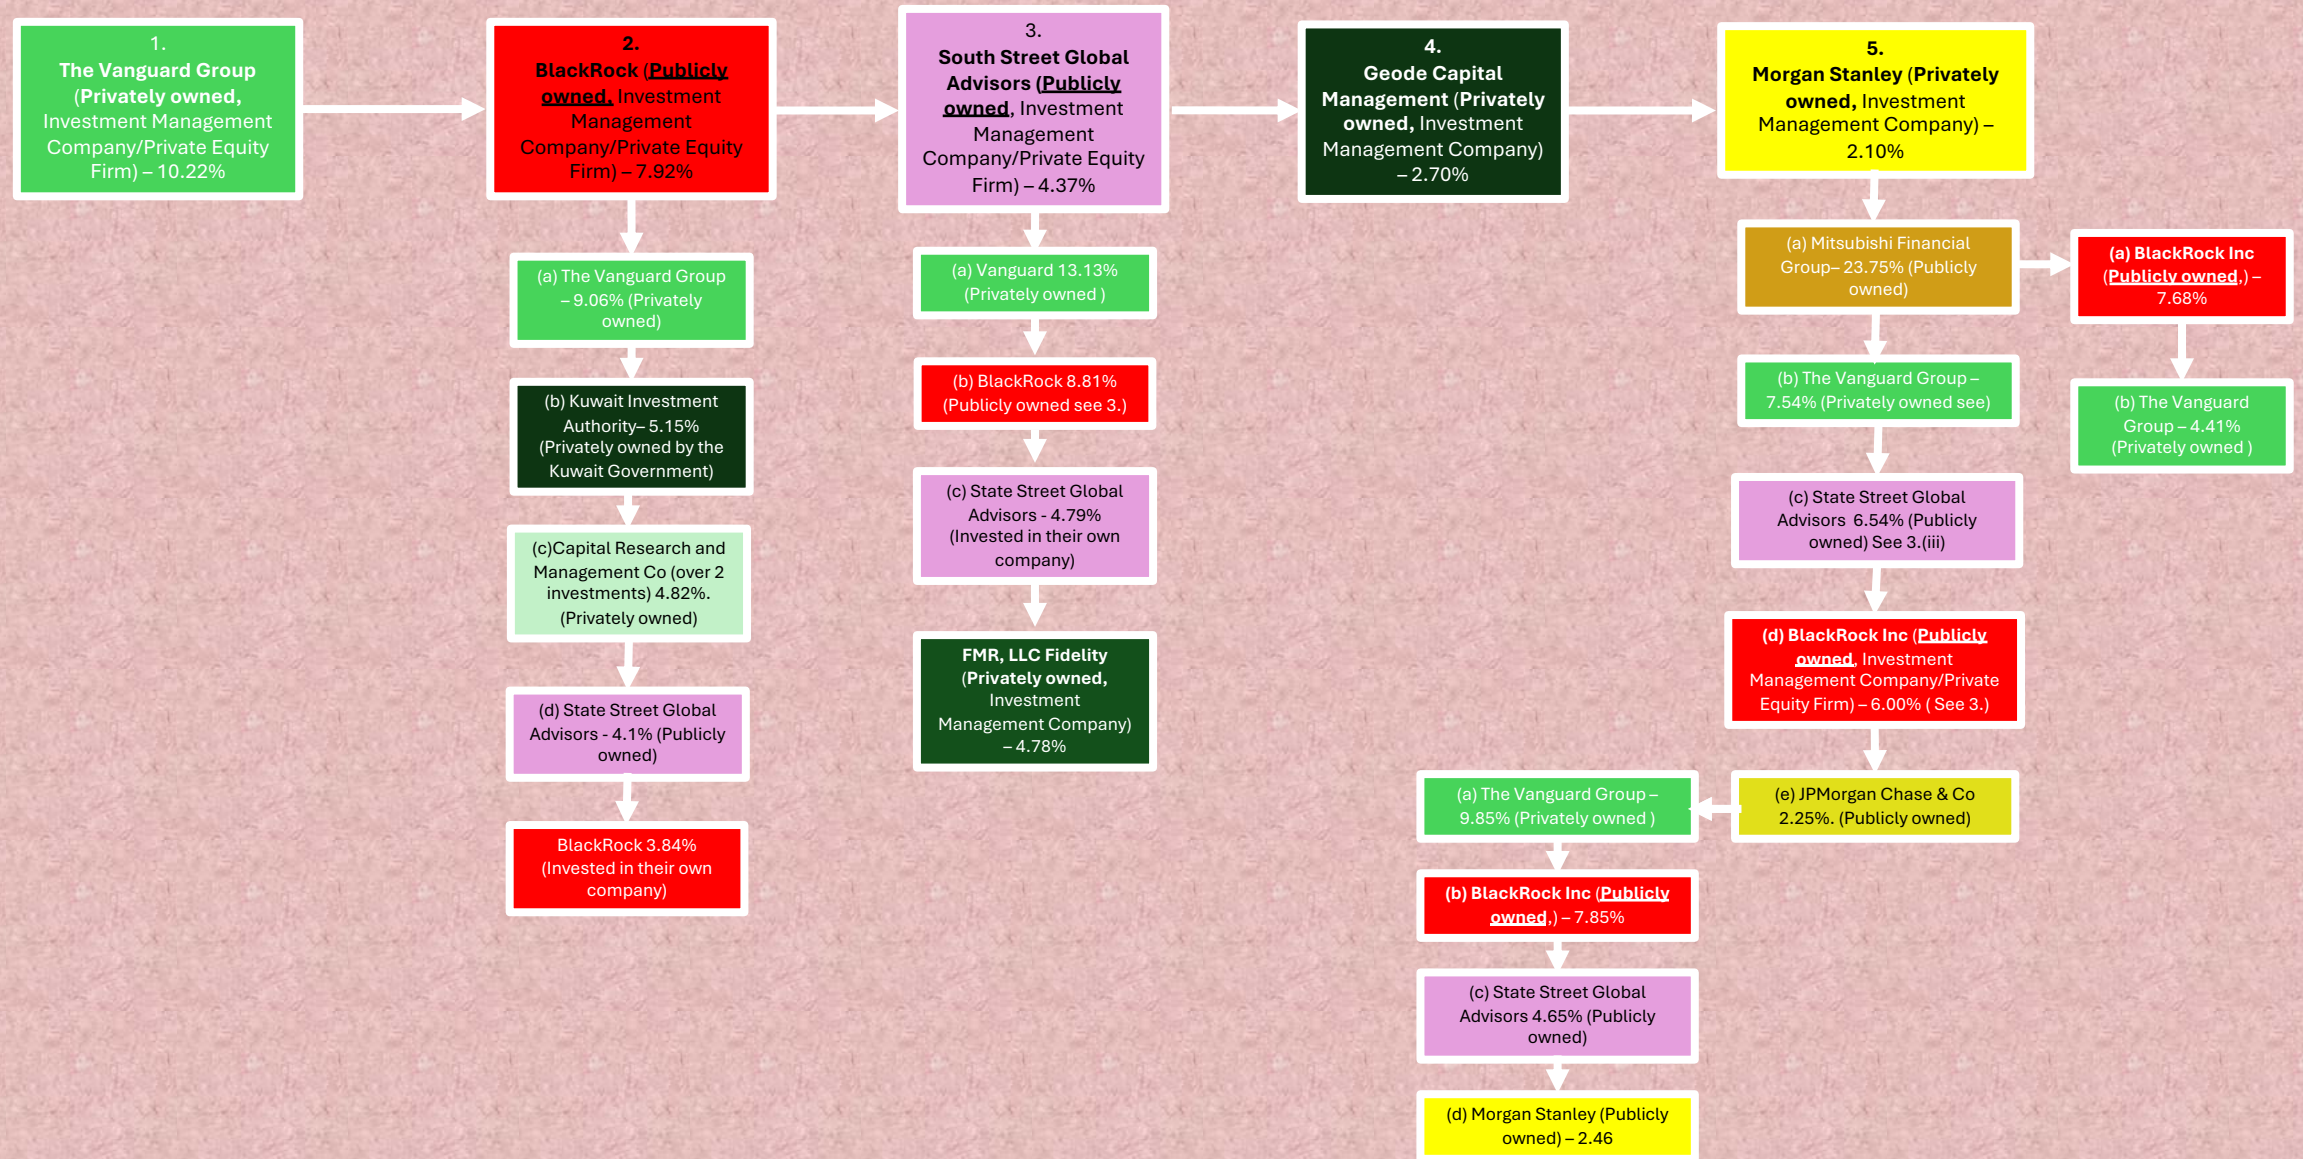 1.
The Vanguard Group
(Privately owned,
Investment Management
Company/Private Equity
Firm) – 10.22%
2.
BlackRock (Publicly
owned, Investment
Management
Company/Private Equity
Firm) – 7.92%
3.
South Street Global
Advisors (Publicly
owned, Investment
Management
Company/Private Equity
Firm) – 4.37%
4.
Geode Capital
Management (Privately
owned, Investment
Management Company)
– 2.70%
5.
Morgan Stanley (Privately
owned, Investment
Management Company) –
2.10%
(a) The Vanguard Group
– 9.06% (Privately
owned)
(b) Kuwait Investment
Authority– 5.15%
(Privately owned by the
Kuwait Government)
(c)Capital Research and
Management Co (over 2
investments) 4.82%.
(Privately owned)
(d) State Street Global
Advisors - 4.1% (Publicly
owned)
BlackRock 3.84%
(Invested in their own
company)
(a) Vanguard 13.13%
(Privately owned )
(b) BlackRock 8.81%
(Publicly owned see 3.)
(c) State Street Global
Advisors - 4.79%
(Invested in their own
company)
FMR, LLC Fidelity
(Privately owned,
Investment
Management Company)
– 4.78%
(a) Mitsubishi Financial
Group– 23.75% (Publicly
owned)
(b) The Vanguard Group –
7.54% (Privately owned see)
(c) State Street Global
Advisors 6.54% (Publicly
owned) See 3.(iii)
(d) BlackRock Inc (Publicly
owned, Investment
Management Company/Private
Equity Firm) – 6.00% ( See 3.)
(e) JPMorgan Chase & Co
2.25%. (Publicly owned)
(a) BlackRock Inc
(Publicly owned,) –
7.68%
(b) The Vanguard
Group – 4.41%
(Privately owned )
(a) The Vanguard Group –
9.85% (Privately owned )
(b) BlackRock Inc (Publicly
owned,) – 7.85%
(c) State Street Global
Advisors 4.65% (Publicly
owned)
(d) Morgan Stanley (Publicly
owned) – 2.46